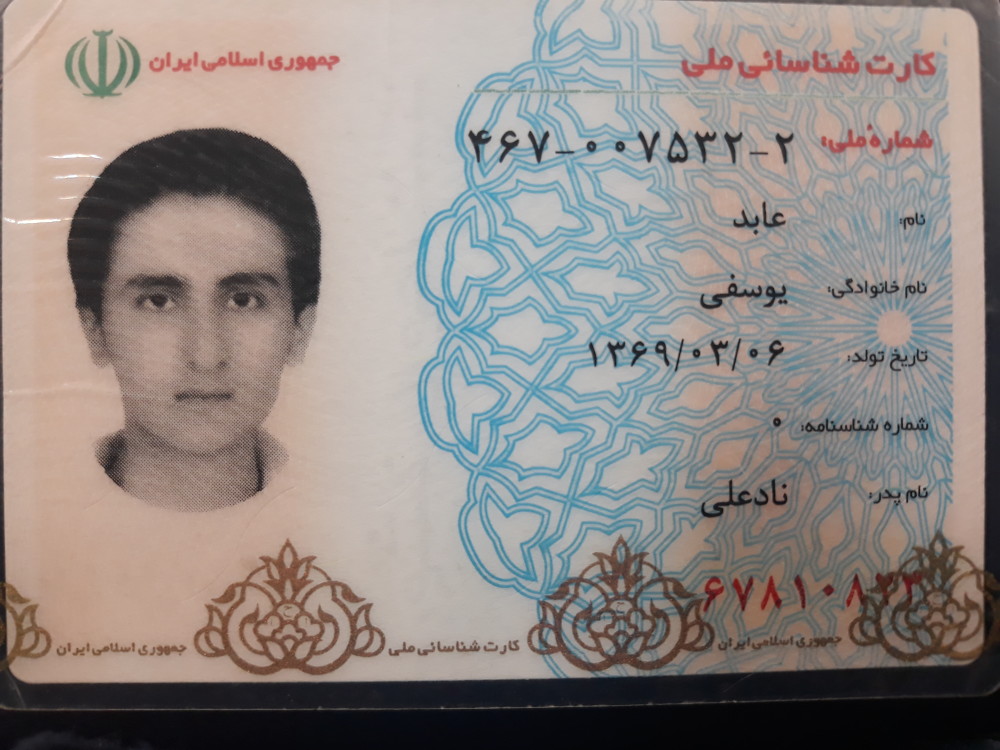 جمهوری اسلامی ایران
کارت شناسائی ملی
شمارهٔ ملی: ۴۶۷-۰۰۷۵۳۲-۲
نام: عابد
نام خانوادگی: یوسفی
تاریخ تولد: ۱۳۶۹/۰۳/۰۶
شماره شناسنامه: ۰
نام پدر: نادعلی
جمهوری اسلامی ایران کارت شناسائی ملی جمهوری اسلامی ایران